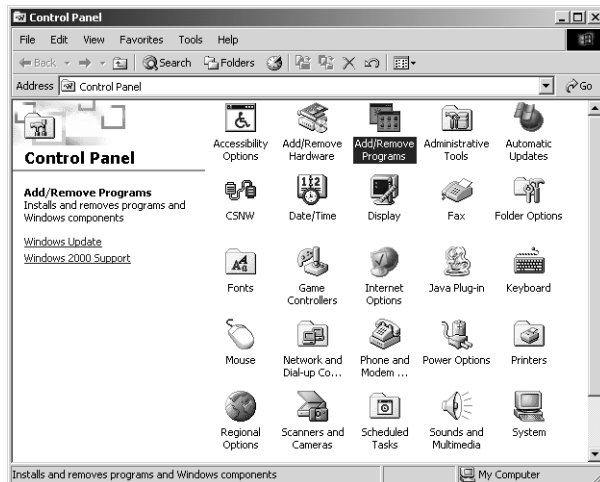 Control Panel
File Edit View Favorites Tools Help
Back Search Folders
Address Control Panel Go
Control Panel
Add/Remove Programs
Installs and removes programs and
Windows components
Windows Update
Windows 2000 Support
Accessibility Options
Add/Remove Hardware
Add/Remove Programs
Administrative Tools
Automatic Updates
CSNW
Date/Time
Display
Fax
Folder Options
Fonts
Game Controllers
Internet Options
Java Plug-in
Keyboard
Mouse
Network and Dial-up Co...
Phone and Modem ...
Power Options
Printers
Regional Options
Scanners and Cameras
Scheduled Tasks
Sounds and Multimedia
System
Installs and removes programs and Windows components My Computer